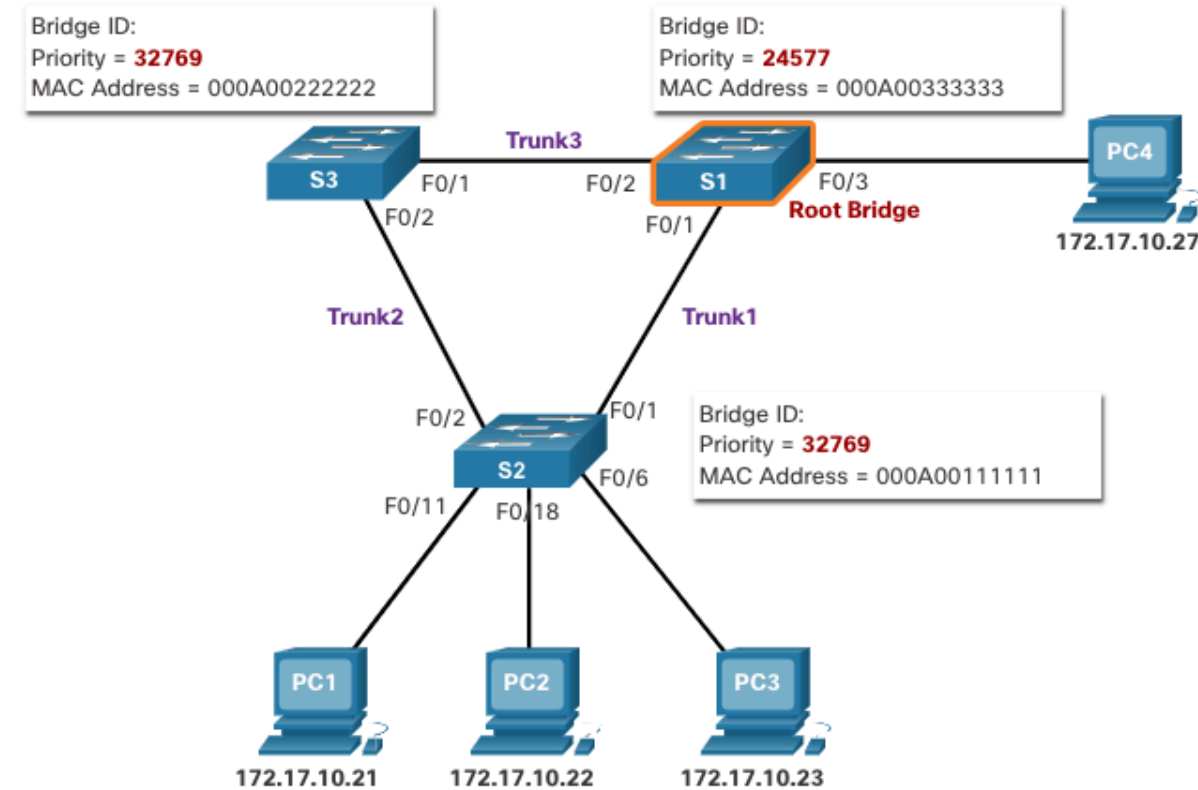 Bridge ID:
Priority = 32769
MAC Address = 000A00222222
Bridge ID:
Priority = 24577
MAC Address = 000A00333333
Trunk3
S3
F0/1
F0/2
S1
F0/3
PC4
F0/2
F0/1
Root Bridge
172.17.10.27
Trunk2
Trunk1
F0/2
F0/1
Bridge ID:
Priority = 32769
MAC Address = 000A00111111
S2
F0/6
F0/11
F0/18
PC1
PC2
PC3
172.17.10.21
172.17.10.22
172.17.10.23